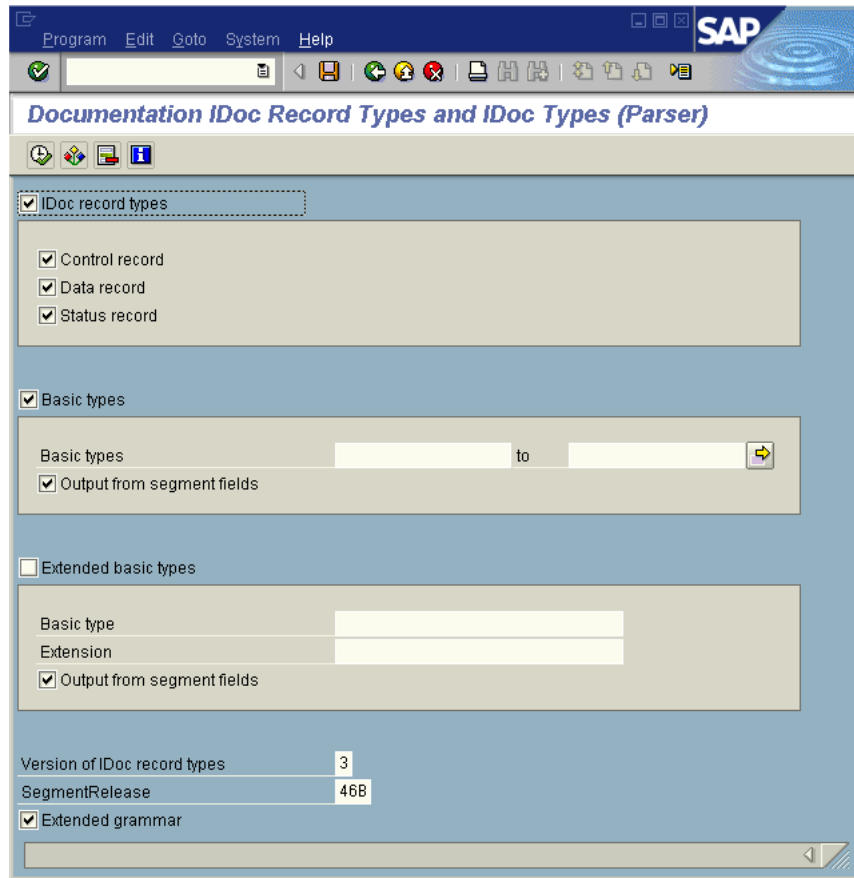 Program Edit Goto System Help
SAP
Documentation IDoc Record Types and IDoc Types (Parser)
IDoc record types
Control record
Data record
Status record
Basic types
Basic types to
Output from segment fields
Extended basic types
Basic type
Extension
Output from segment fields
Version of IDoc record types 3
SegmentRelease 46B
Extended grammar